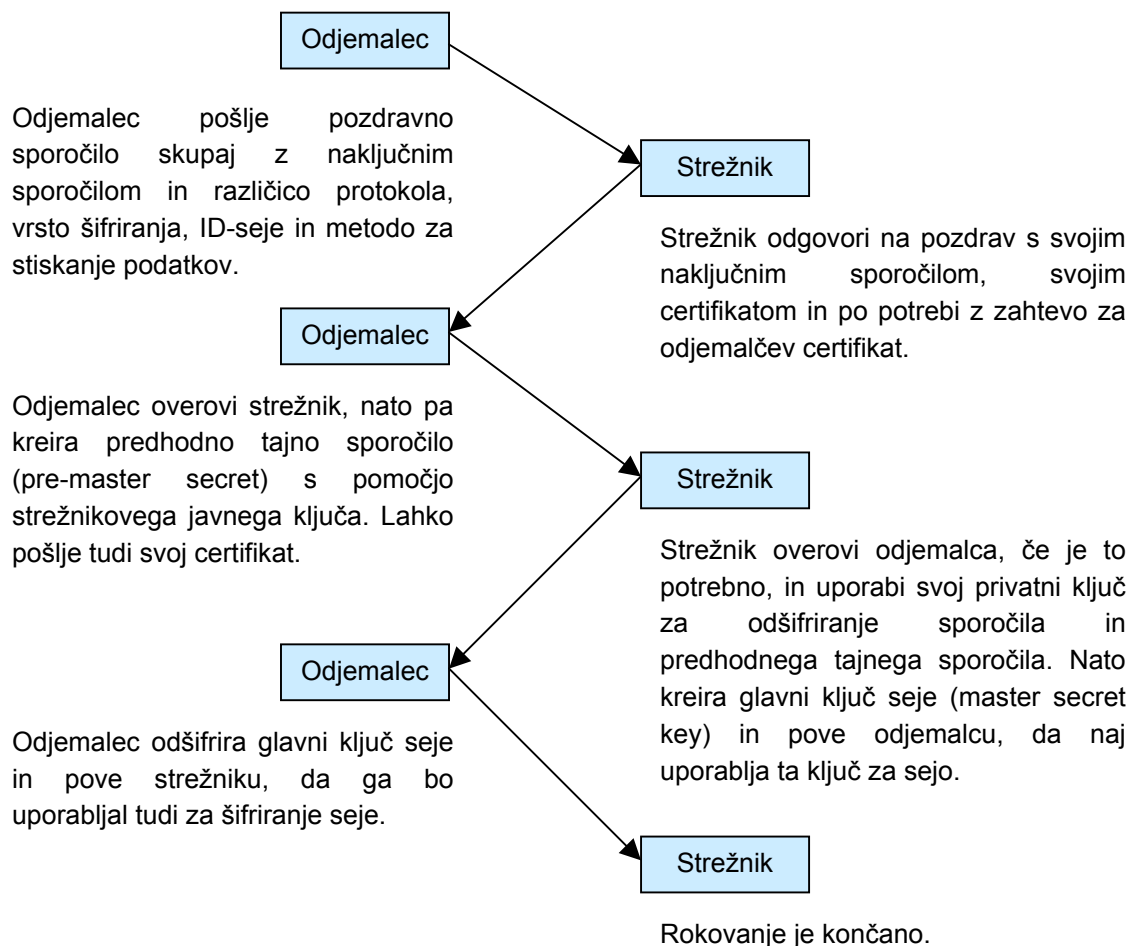 Odjemalec
Odjemalec pošlje pozdravno
sporočilo skupaj z naključnim
sporočilom in različico protokola,
vrsto šifriranja, ID-seje in metodo za
stiskanje podatkov.
Strežnik
Strežnik odgovori na pozdrav s svojim
naključnim sporočilom, svojim
certifikatom in po potrebi z zahtevo za
odjemalčev certifikat.
Odjemalec
Odjemalec overovi strežnik, nato pa
kreira predhodno tajno sporočilo
(pre-master secret) s pomočjo
strežnikovega javnega ključa. Lahko
pošlje tudi svoj certifikat.
Strežnik
Strežnik overovi odjemalca, če je to
potrebno, in uporabi svoj privatni ključ
za odšifriranje sporočila in
predhodnega tajnega sporočila. Nato
kreira glavni ključ seje (master secret
key) in pove odjemalcu, da naj
uporablja ta ključ za sejo.
Odjemalec
Odjemalec odšifrira glavni ključ seje
in pove strežniku, da ga bo
uporabljal tudi za šifriranje seje.
Strežnik
Rokovanje je končano.